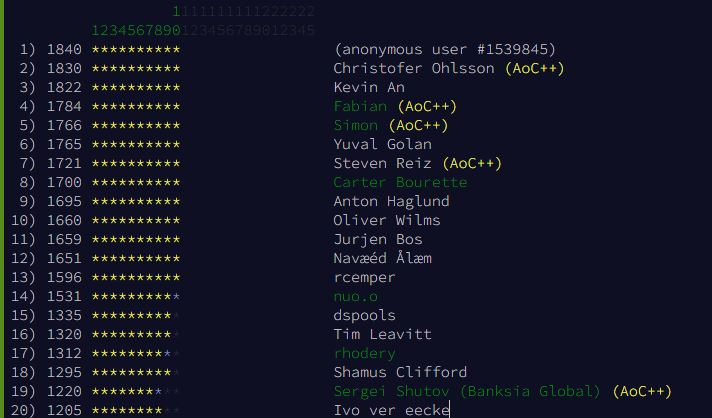 1111111111222222
1234567890123456789012345
1) 1840 ********** (anonymous user #1539845)
2) 1830 ********** Christofer Ohlsson (AoC++)
3) 1822 ********** Kevin An
4) 1784 ********** Fabian (AoC++)
5) 1766 ********** Simon (AoC++)
6) 1765 ********** Yuval Golan
7) 1721 ********** Steven Reiz (AoC++)
8) 1700 ********** Carter Bourette
9) 1695 ********** Anton Haglund
10) 1660 ********** Oliver Wilms
11) 1659 ********** Jurjen Bos
12) 1651 ********** Navæéd Ålæm
13) 1596 ********** rcemper
14) 1531 ********** nuo.o
15) 1335 ********** dspools
16) 1320 ********** Tim Leavitt
17) 1312 ********** rhodery
18) 1295 ********** Shamus Clifford
19) 1220 ********** Sergei Shutov (Banksia Global) (AoC++)
20) 1205 ********** Ivo ver eecke